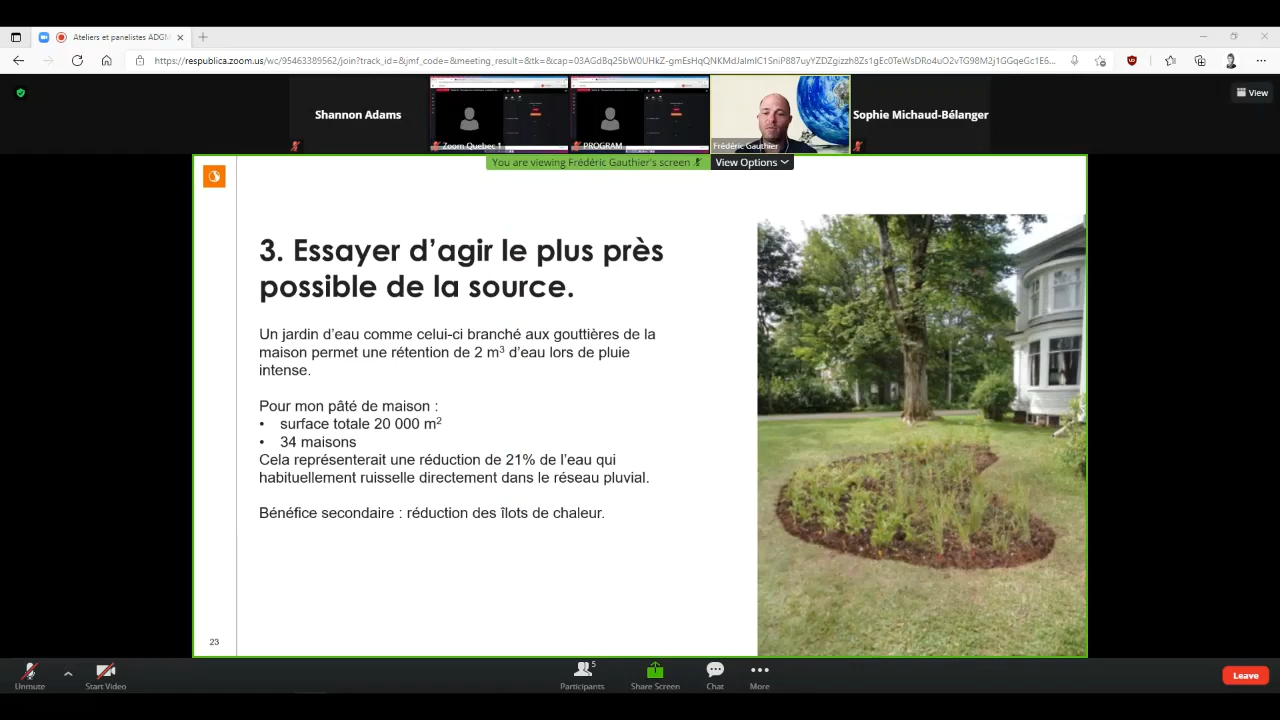 Ateliers et panelistes ADGM
https://respublica.zoom.us/wc/95463389562/join?track_id=&jmf_code=&meeting_result=&tk=&cap=
View
Shannon Adams
Zoom Quebec 1
PROGRAM
Frédéric Gauthier
Sophie Michaud-Bélanger
You are viewing Frédéric Gauthier's screen
View Options
3. Essayer d’agir le plus près
possible de la source.
Un jardin d’eau comme celui-ci branché aux gouttières de la
maison permet une rétention de 2 m³ d’eau lors de pluie
intense.
Pour mon pâté de maison :
• surface totale 20 000 m²
• 34 maisons
Cela représenterait une réduction de 21% de l’eau qui
habituellement ruisselle directement dans le réseau pluvial.
Bénéfice secondaire : réduction des îlots de chaleur.
23
Unmute
Start Video
Participants
5
Share Screen
Chat
More
Leave